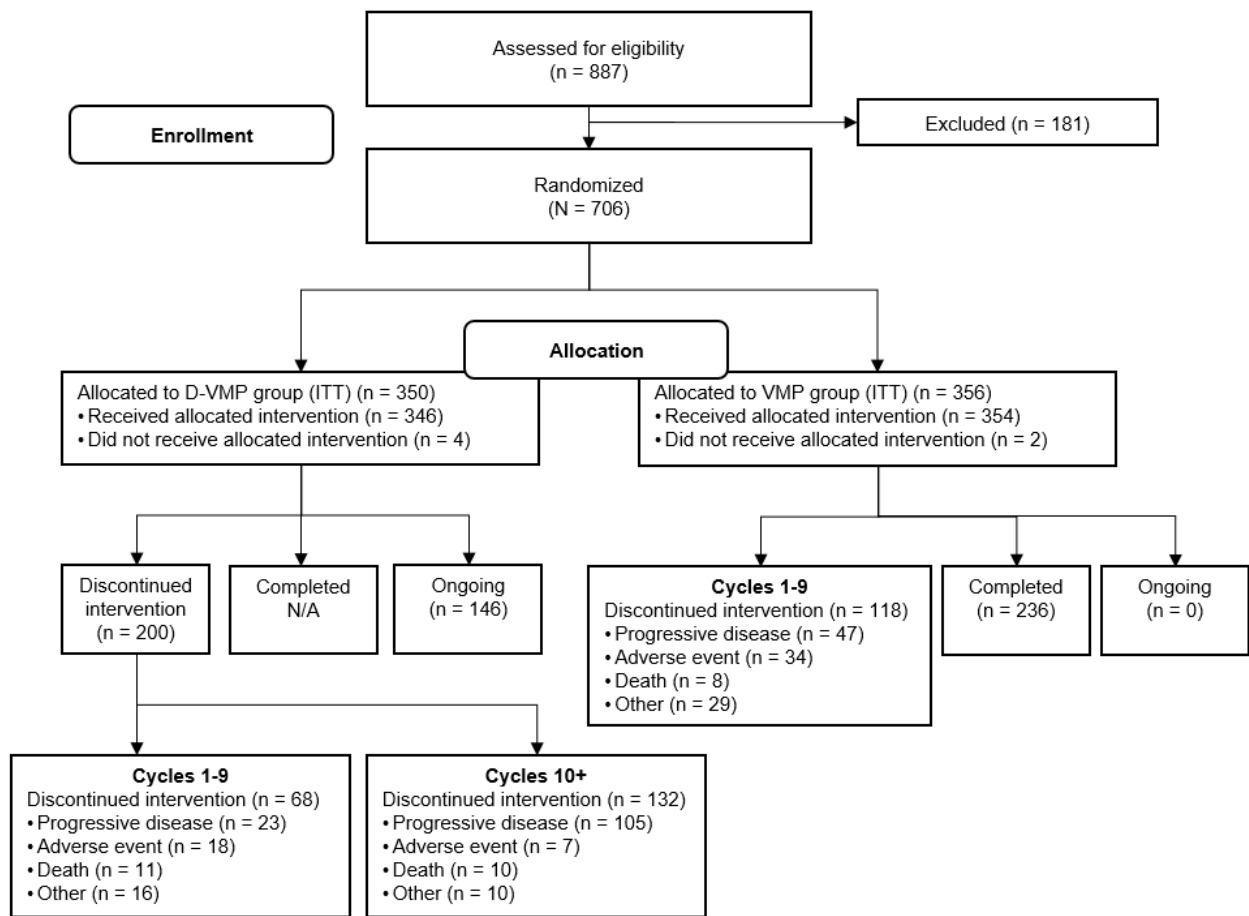 Assessed for eligibility
(n = 887)
Enrollment
Excluded (n = 181)
Randomized
(N = 706)
Allocation
Allocated to D-VMP group (ITT) (n = 350)
• Received allocated intervention (n = 346)
• Did not receive allocated intervention (n = 4)
Allocated to VMP group (ITT) (n = 356)
• Received allocated intervention (n = 354)
• Did not receive allocated intervention (n = 2)
Discontinued
intervention
(n = 200)
Completed
N/A
Ongoing
(n = 146)
Cycles 1-9
Discontinued intervention (n = 118)
• Progressive disease (n = 47)
• Adverse event (n = 34)
• Death (n = 8)
• Other (n = 29)
Completed
(n = 236)
Ongoing
(n = 0)
Cycles 1-9
Discontinued intervention (n = 68)
• Progressive disease (n = 23)
• Adverse event (n = 18)
• Death (n = 11)
• Other (n = 16)
Cycles 10+
Discontinued intervention (n = 132)
• Progressive disease (n = 105)
• Adverse event (n = 7)
• Death (n = 10)
• Other (n = 10)